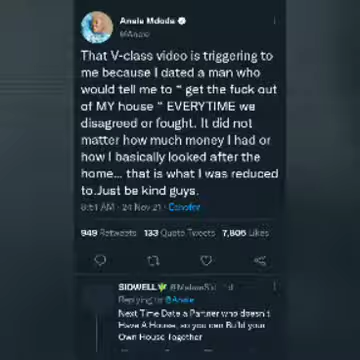 Anele Mdoda
@Anele
That V-class video is triggering to
me because I dated a man who
would tell me to " get the fuck out
of MY house " EVERYTIME we
disagreed or fought. It did not
matter how much money I had or
how I basically looked after the
home... that is what I was reduced
to.Just be kind guys.
8:51 AM · 24 Nov 21 ·
949 Retweets 133 Quote Tweets 7,806 Likes
SIDWELL
Replying to @Anele
Next Time Date a Partner who doesn't
Have A House, so you can Build your
Own House Together